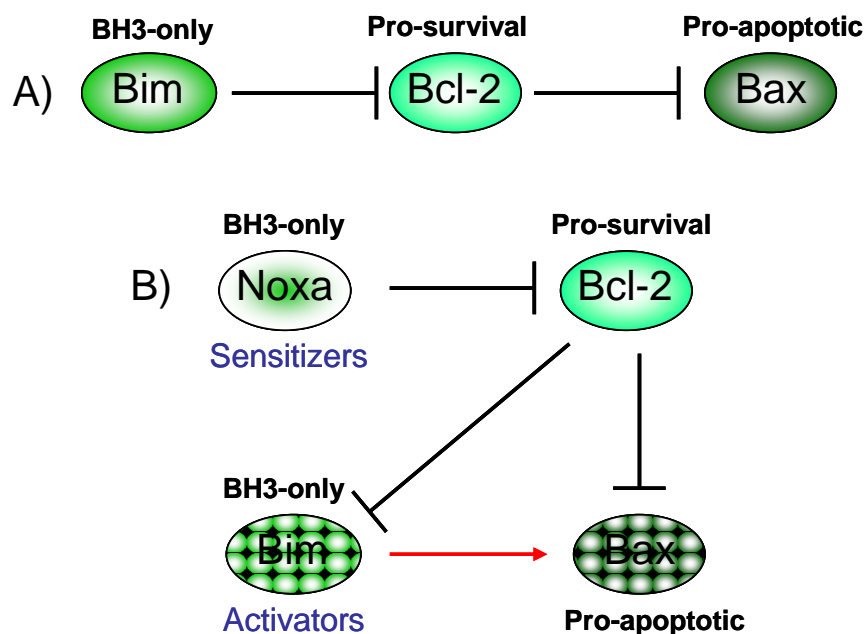 BH3-only Pro-survival Pro-apoptotic
A) Bim Bcl-2 Bax
BH3-only Pro-survival
B) Noxa Bcl-2
Sensitizers
BH3-only
Bim Bax
Activators Pro-apoptotic